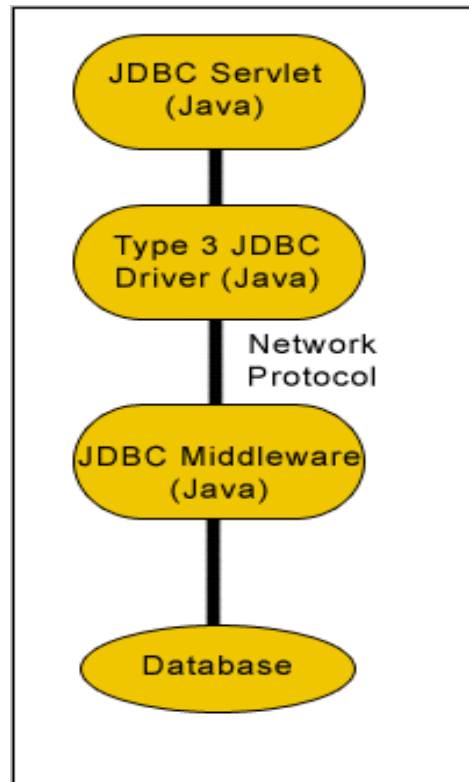 JDBC Servlet
(Java)
Type 3 JDBC
Driver (Java)
Network
Protocol
JDBC Middleware
(Java)
Database